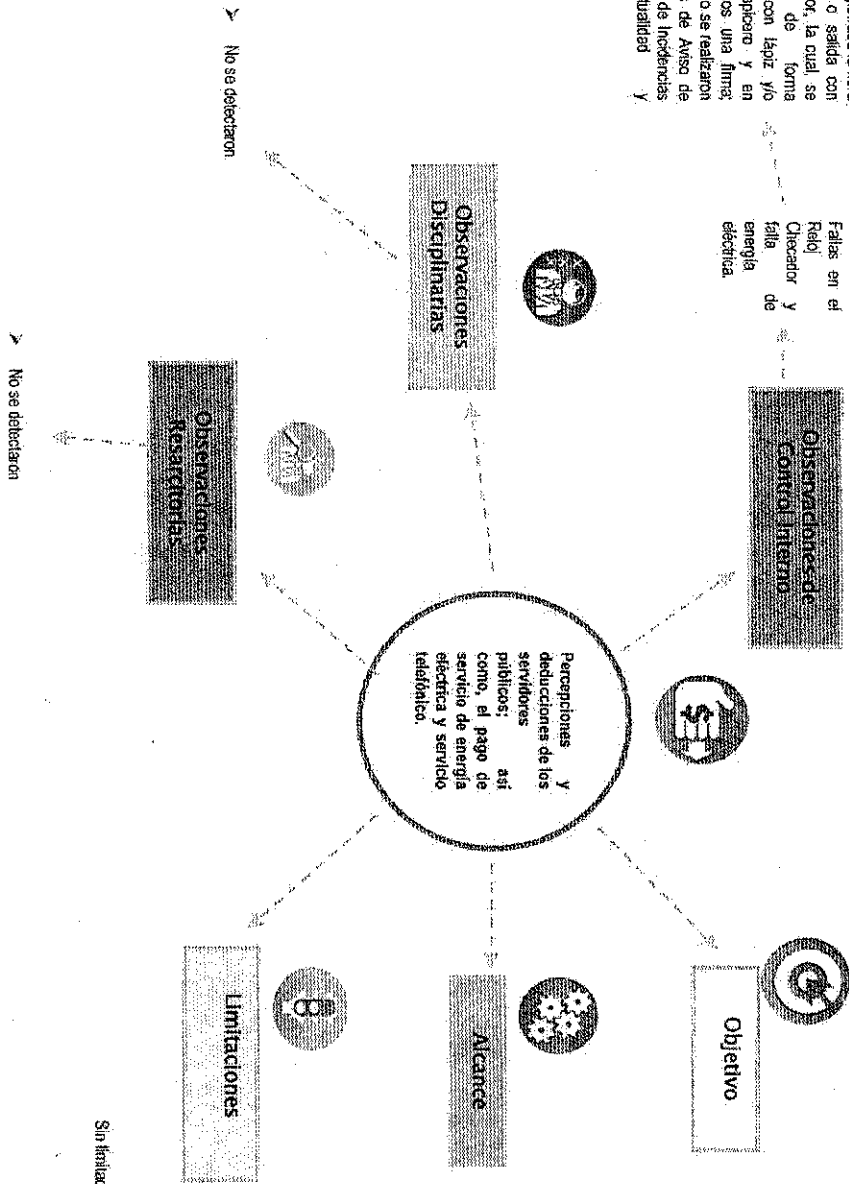 o salida con
or, la cual, se
de forma
con lápiz y/o
apicero y en
os una firma;
o se realizaron
s de Aviso de
de Incidencias
tualidad y
Fallas en el
Reloj
Checador y
falla de
energía
eléctrica.
Observaciones de
Control Interno
Observaciones
Disciplinarias
➤ No se detectaron.
Observaciones
Resarcitorias
➤ No se detectarón
Percepciones y
deducciones de los
servidores
públicos; así
como, el pago de
servicio de energía
eléctrica y servicio
telefónico.
Objetivo
Alcance
Limitaciones
Sin limitac